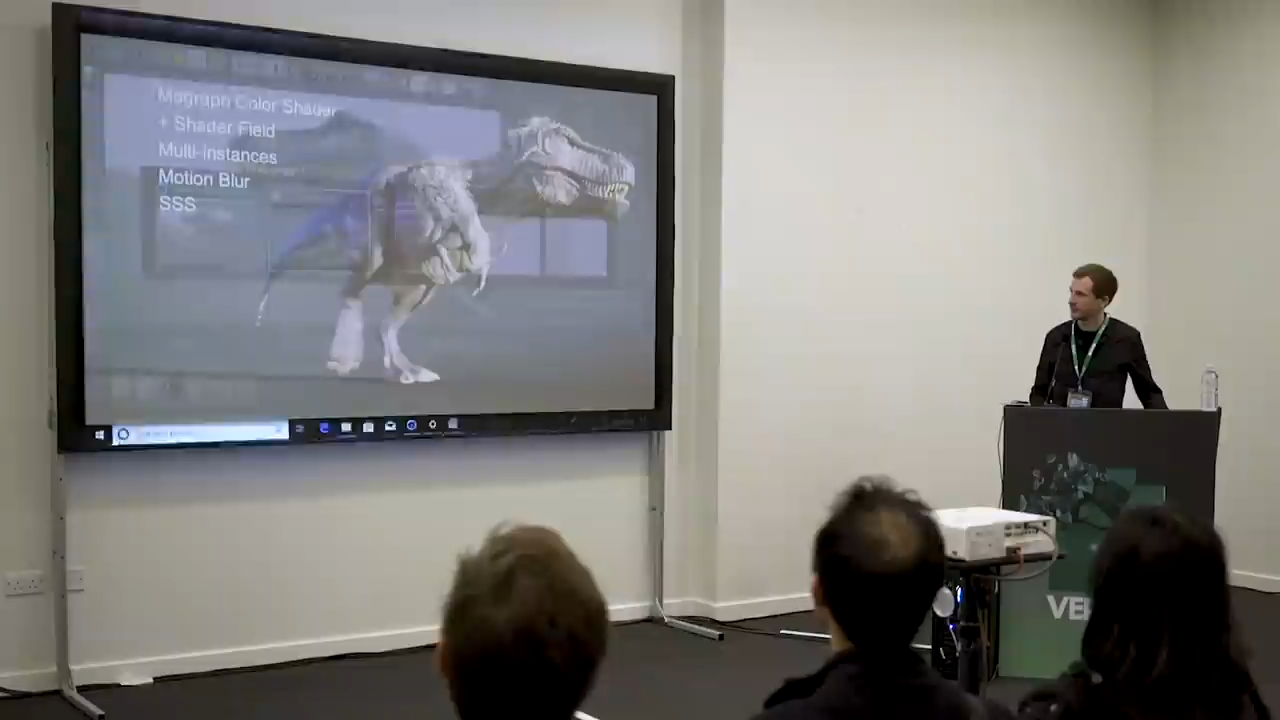 Mograph Color Shader
+ Shader Field
Multi-instances
Motion Blur
SSS